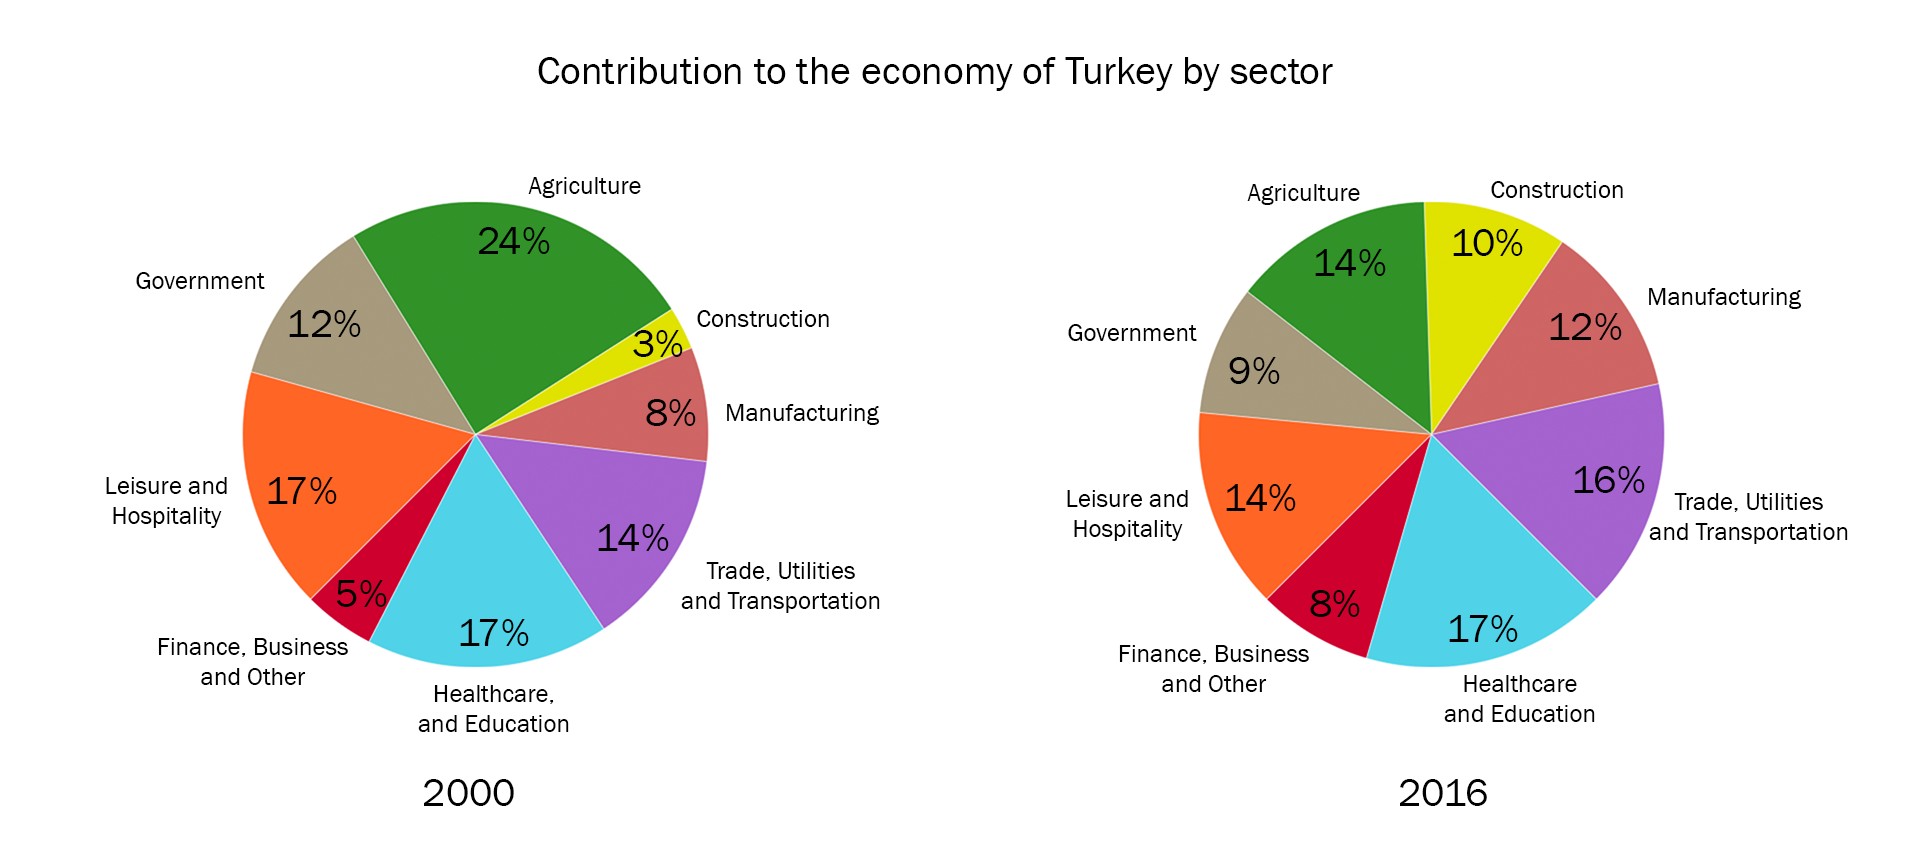 Contribution to the economy of Turkey by sector
Agriculture
24%
Construction
3%
Manufacturing
8%
Trade, Utilities
and Transportation
14%
Healthcare,
and Education
17%
Finance, Business
and Other
5%
Leisure and
Hospitality
17%
Government
12%
2000
Agriculture
14%
Construction
10%
Manufacturing
12%
Trade, Utilities
and Transportation
16%
Healthcare
and Education
17%
Finance, Business
and Other
8%
Leisure and
Hospitality
14%
Government
9%
2016